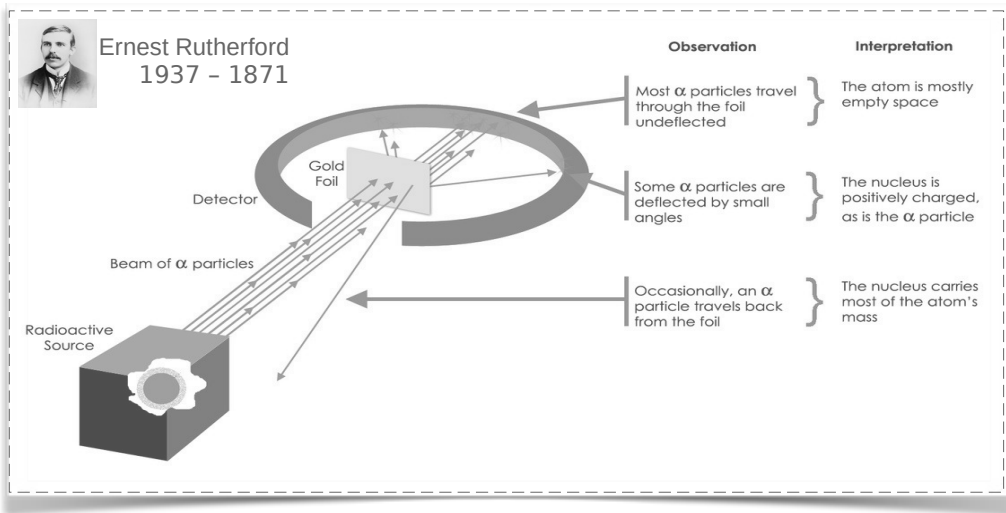 Ernest Rutherford
1937 – 1871
Observation
Interpretation
Most α particles travel
through the foil
undeflected
The atom is mostly
empty space
Some α particles are
deflected by small
angles
The nucleus is
positively charged,
as is the α particle
Occasionally, an α
particle travels back
from the foil
The nucleus carries
most of the atom's
mass
Gold
Foil
Detector
Beam of α particles
Radioactive
Source